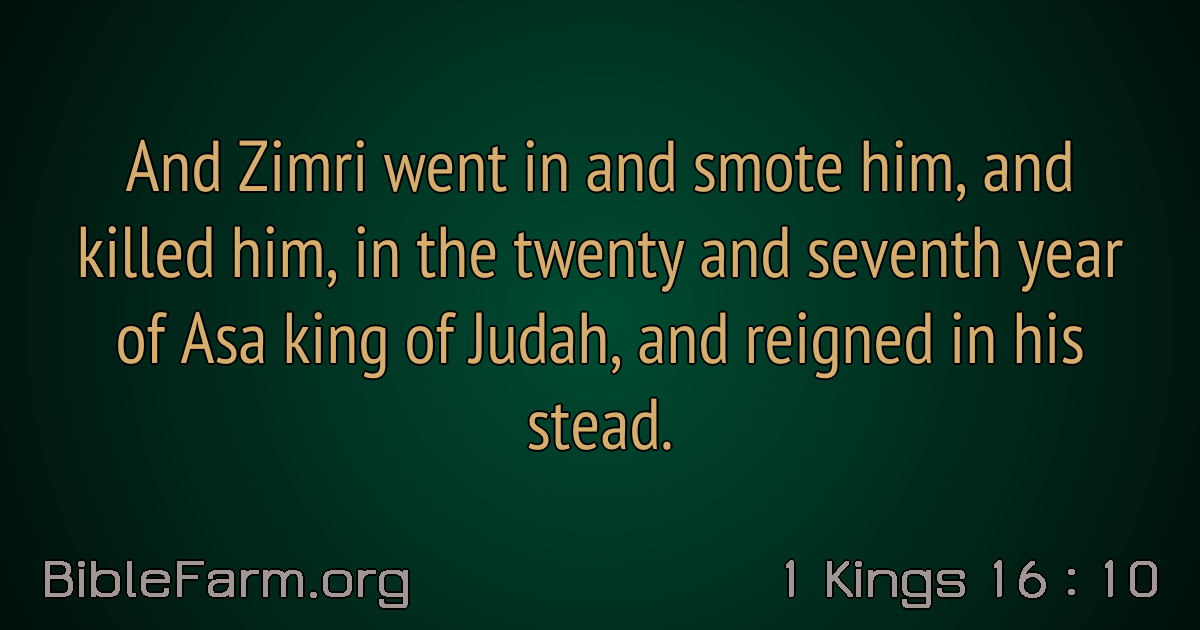 And Zimri went in and smote him, and
killed him, in the twenty and seventh year
of Asa king of Judah, and reigned in his
stead.
BibleFarm.org
1 Kings 16 : 10